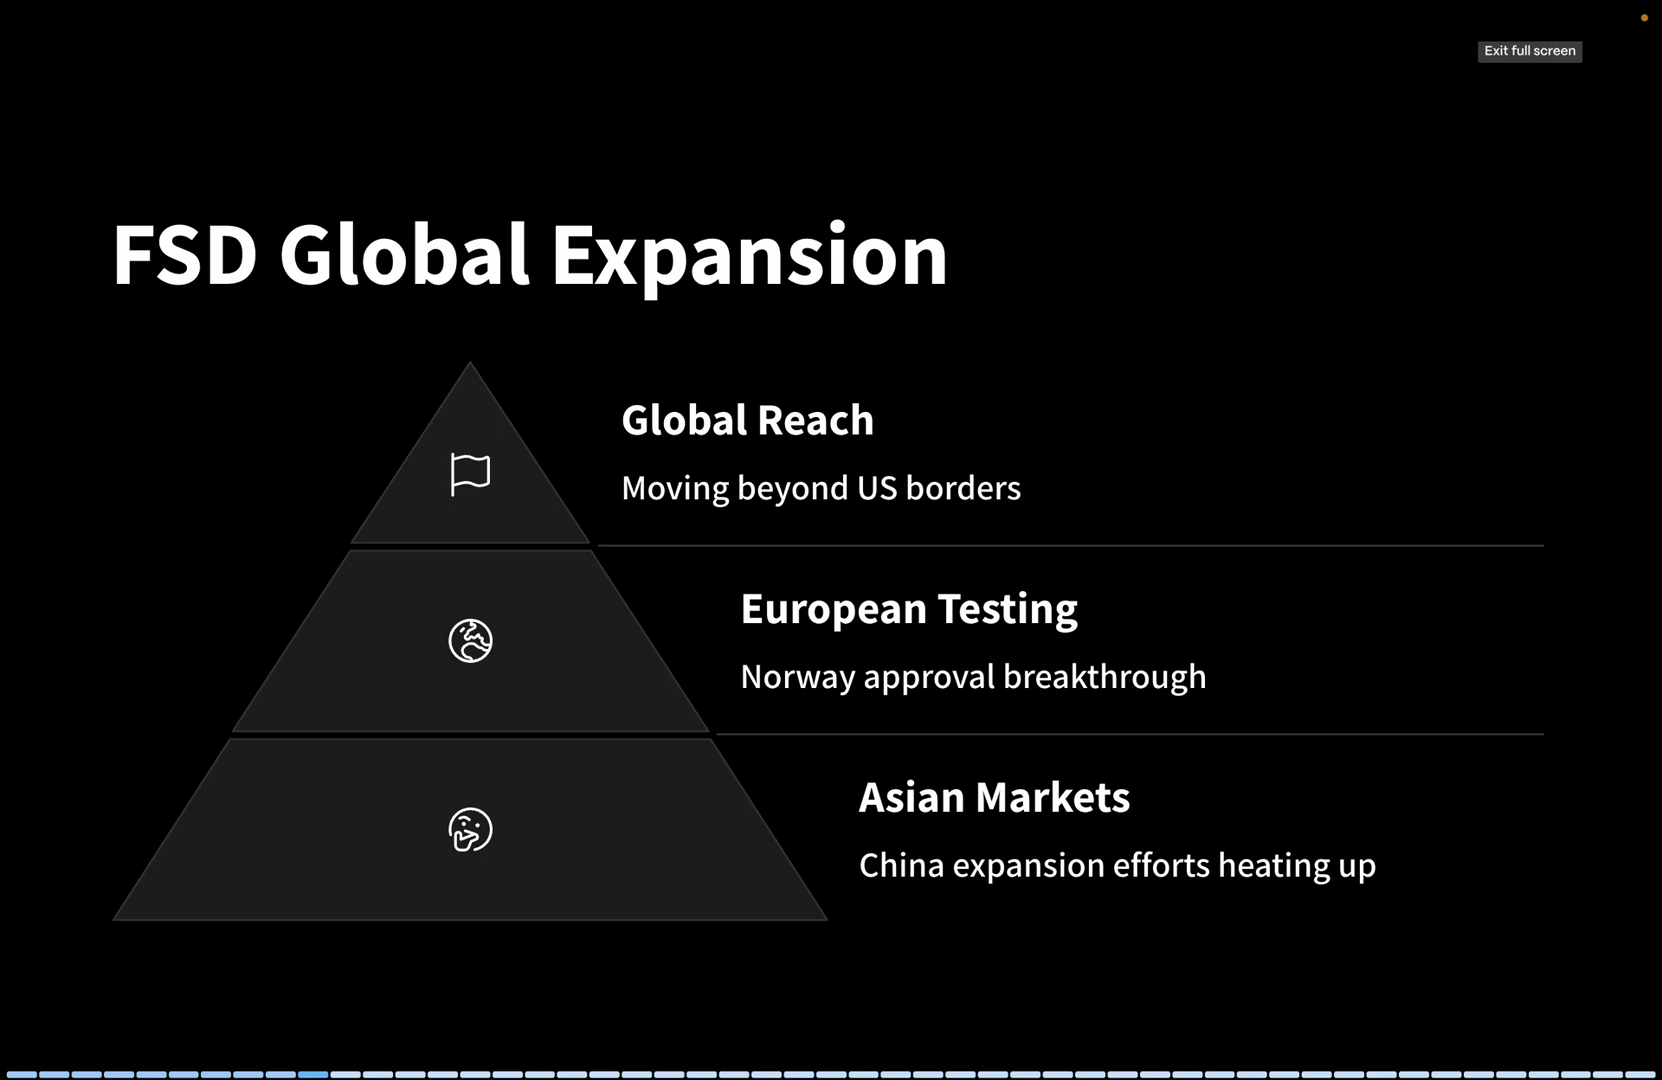 Exit full screen
FSD Global Expansion
Global Reach
Moving beyond US borders
European Testing
Norway approval breakthrough
Asian Markets
China expansion efforts heating up